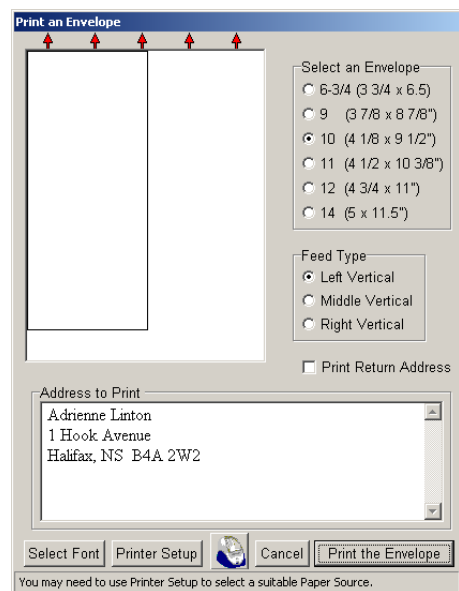 Print an Envelope
Select an Envelope
6-3/4 (3 3/4 x 6.5)
9 (3 7/8 x 8 7/8")
10 (4 1/8 x 9 1/2")
11 (4 1/2 x 10 3/8")
12 (4 3/4 x 11")
14 (5 x 11.5")
Feed Type
Left Vertical
Middle Vertical
Right Vertical
Print Return Address
Address to Print
Adrienne Linton
1 Hook Avenue
Halifax, NS B4A 2W2
Select Font Printer Setup Cancel Print the Envelope
You may need to use Printer Setup to select a suitable Paper Source.